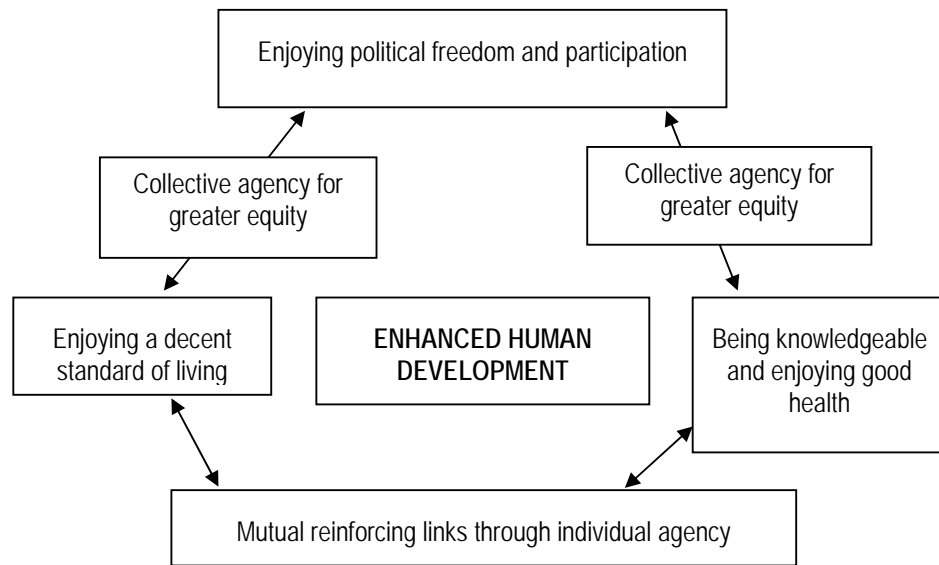 Enjoying political freedom and participation
Collective agency for
greater equity
Collective agency for
greater equity
Enjoying a decent
standard of living
ENHANCED HUMAN
DEVELOPMENT
Being knowledgeable
and enjoying good
health
Mutual reinforcing links through individual agency